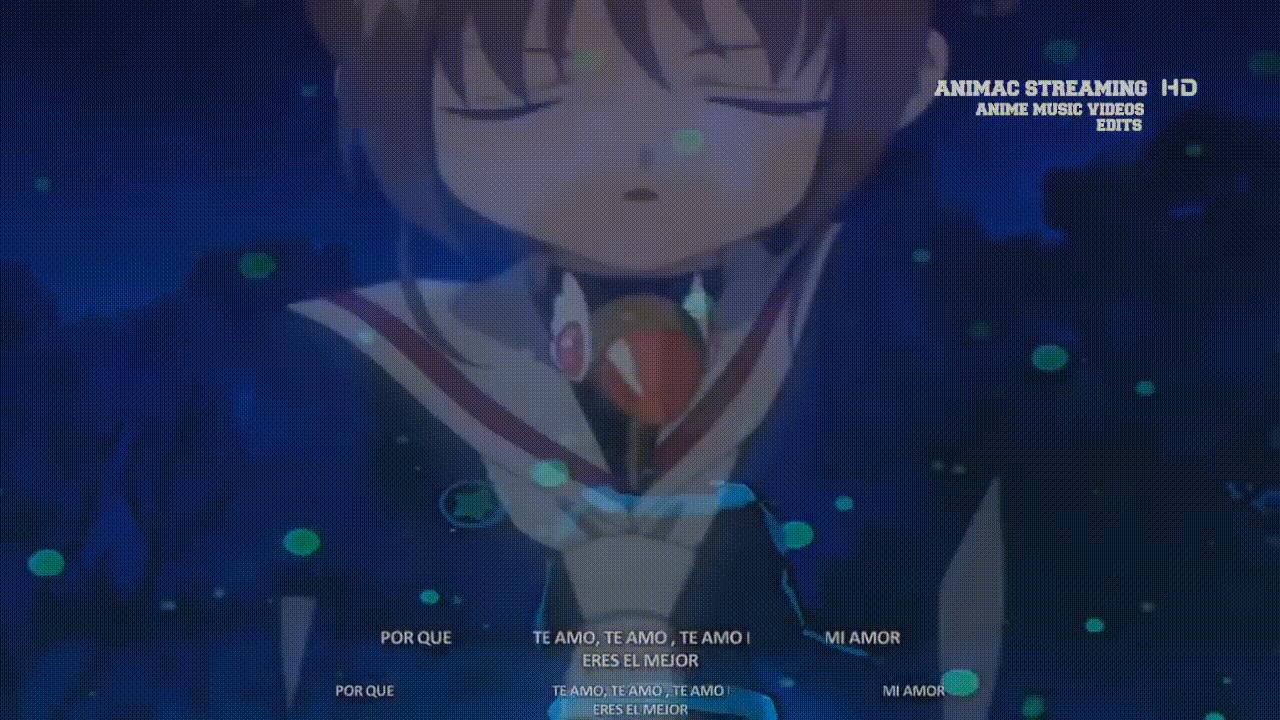 ANIMAC STREAMING HD
ANIME MUSIC VIDEOS
EDITS
POR QUE TE AMO, TE AMO , TE AMO MI AMOR
ERES EL MEJOR
POR QUE TE AMO, TE AMO , TE AMO MI AMOR
ERES EL MEJOR